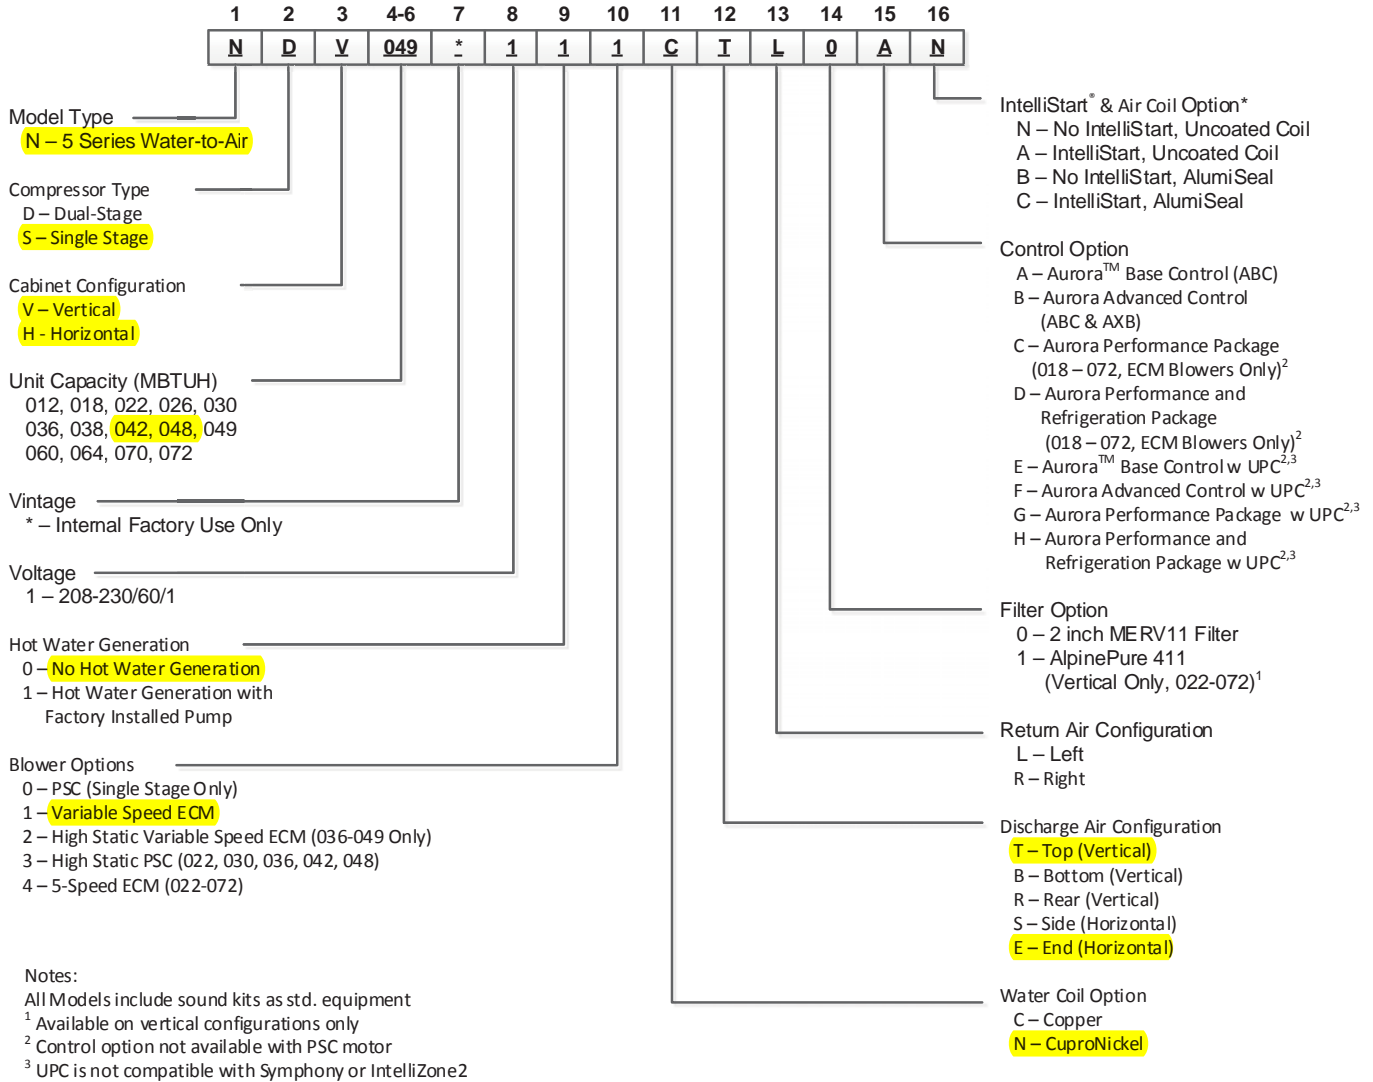 1 2 3 4-6 7 8 9 10 11 12 13 14 15 16
N D V 049 * 1 1 1 C T L 0 A N
Model Type
N – 5 Series Water-to-Air
Compressor Type
D – Dual-Stage
S – Single Stage
Cabinet Configuration
V – Vertical
H - Horizontal
Unit Capacity (MBTUH)
012, 018, 022, 026, 030
036, 038, 042, 048, 049
060, 064, 070, 072
Vintage
* – Internal Factory Use Only
Voltage
1 – 208-230/60/1
Hot Water Generation
0 – No Hot Water Generation
1 – Hot Water Generation with
Factory Installed Pump
Blower Options
0 – PSC (Single Stage Only)
1 – Variable Speed ECM
2 – High Static Variable Speed ECM (036-049 Only)
3 – High Static PSC (022, 030, 036, 042, 048)
4 – 5-Speed ECM (022-072)
Notes:
All Models include sound kits as std. equipment
1 Available on vertical configurations only
2 Control option not available with PSC motor
3 UPC is not compatible with Symphony or IntelliZone2
IntelliStart® & Air Coil Option*
N – No IntelliStart, Uncoated Coil
A – IntelliStart, Uncoated Coil
B – No IntelliStart, AlumiSeal
C – IntelliStart, AlumiSeal
Control Option
A – Aurora™ Base Control (ABC)
B – Aurora Advanced Control
(ABC & AXB)
C – Aurora Performance Package
(018 – 072, ECM Blowers Only)2
D – Aurora Performance and
Refrigeration Package
(018 – 072, ECM Blowers Only)2
E – Aurora™ Base Control w UPC2,3
F – Aurora Advanced Control w UPC2,3
G – Aurora Performance Package w UPC2,3
H – Aurora Performance and
Refrigeration Package w UPC2,3
Filter Option
0 – 2 inch MERV11 Filter
1 – AlpinePure 411
(Vertical Only, 022-072)1
Return Air Configuration
L – Left
R – Right
Discharge Air Configuration
T – Top (Vertical)
B – Bottom (Vertical)
R – Rear (Vertical)
S – Side (Horizontal)
E – End (Horizontal)
Water Coil Option
C – Copper
N – CuproNickel